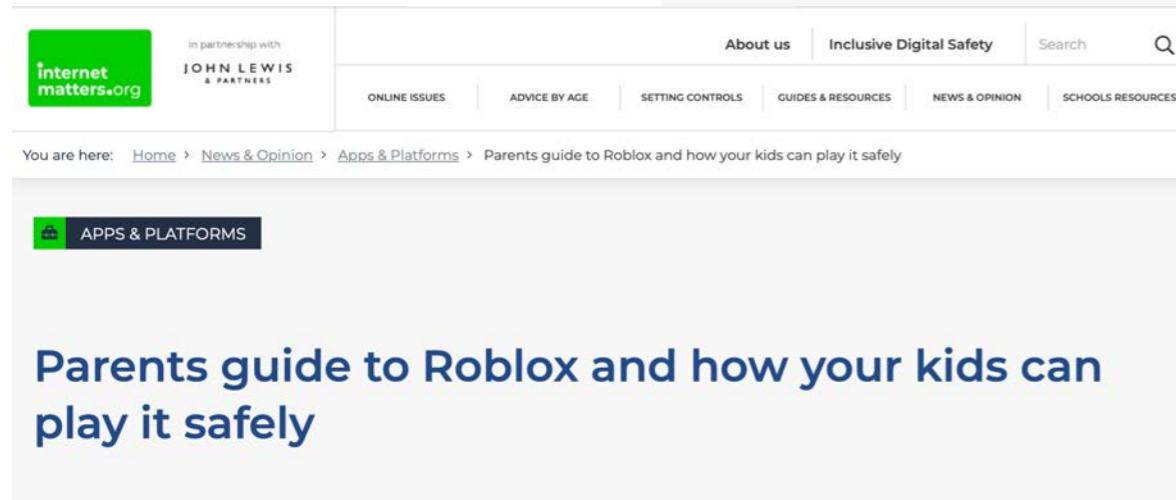 internet
matters.org
in partnership with
JOHN LEWIS
& PARTNERS
About us
Inclusive Digital Safety
Search
ONLINE ISSUES
ADVICE BY AGE
SETTING CONTROLS
GUIDES & RESOURCES
NEWS & OPINION
SCHOOLS RESOURCES
You are here: Home > News & Opinion > Apps & Platforms > Parents guide to Roblox and how your kids can play it safely
APPS & PLATFORMS
Parents guide to Roblox and how your kids can
play it safely